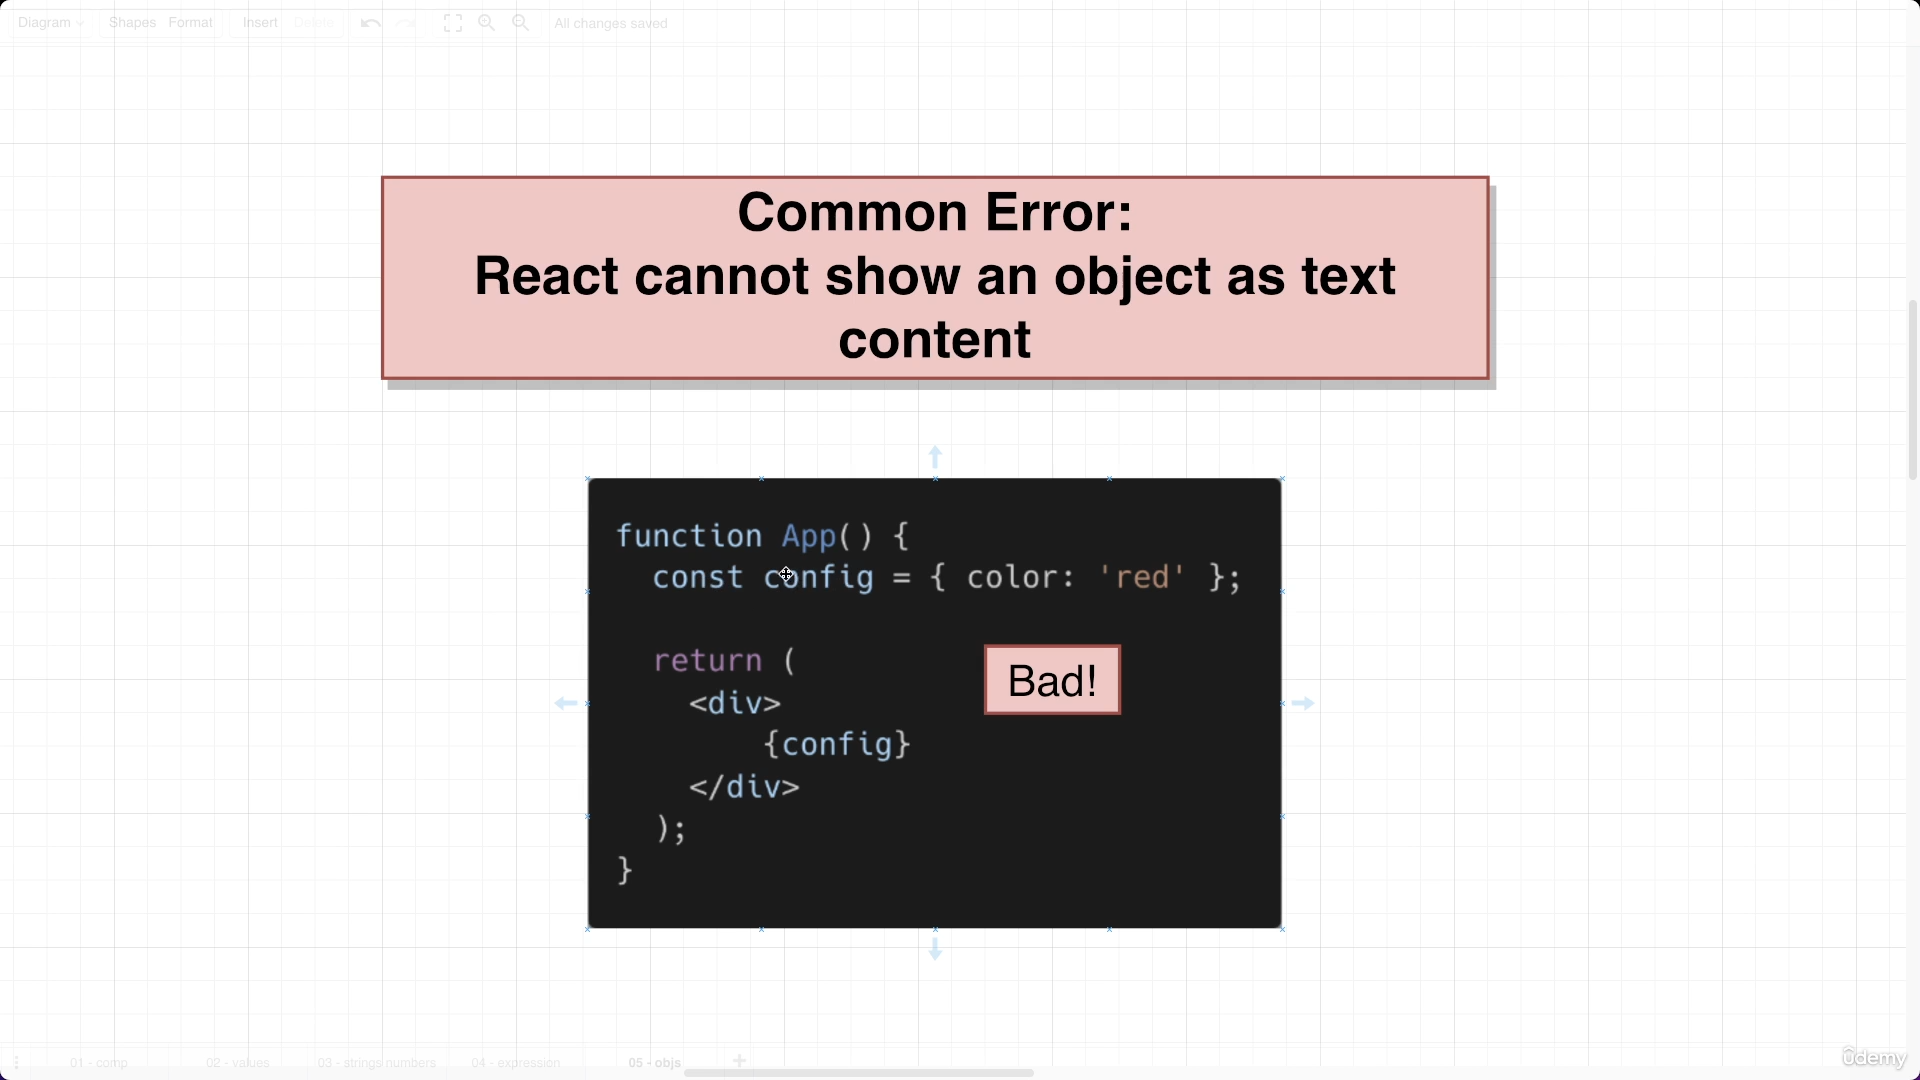 Diagram Shapes Format Insert Delete All changes saved
Common Error:
React cannot show an object as text
content
function App() {
const config = { color: 'red' };
return (
Bad!
<div>
{config}
</div>
);
}
01 - comp 02 - values 03 - strings numbers 04 - expression 05 - objs
ûdemy